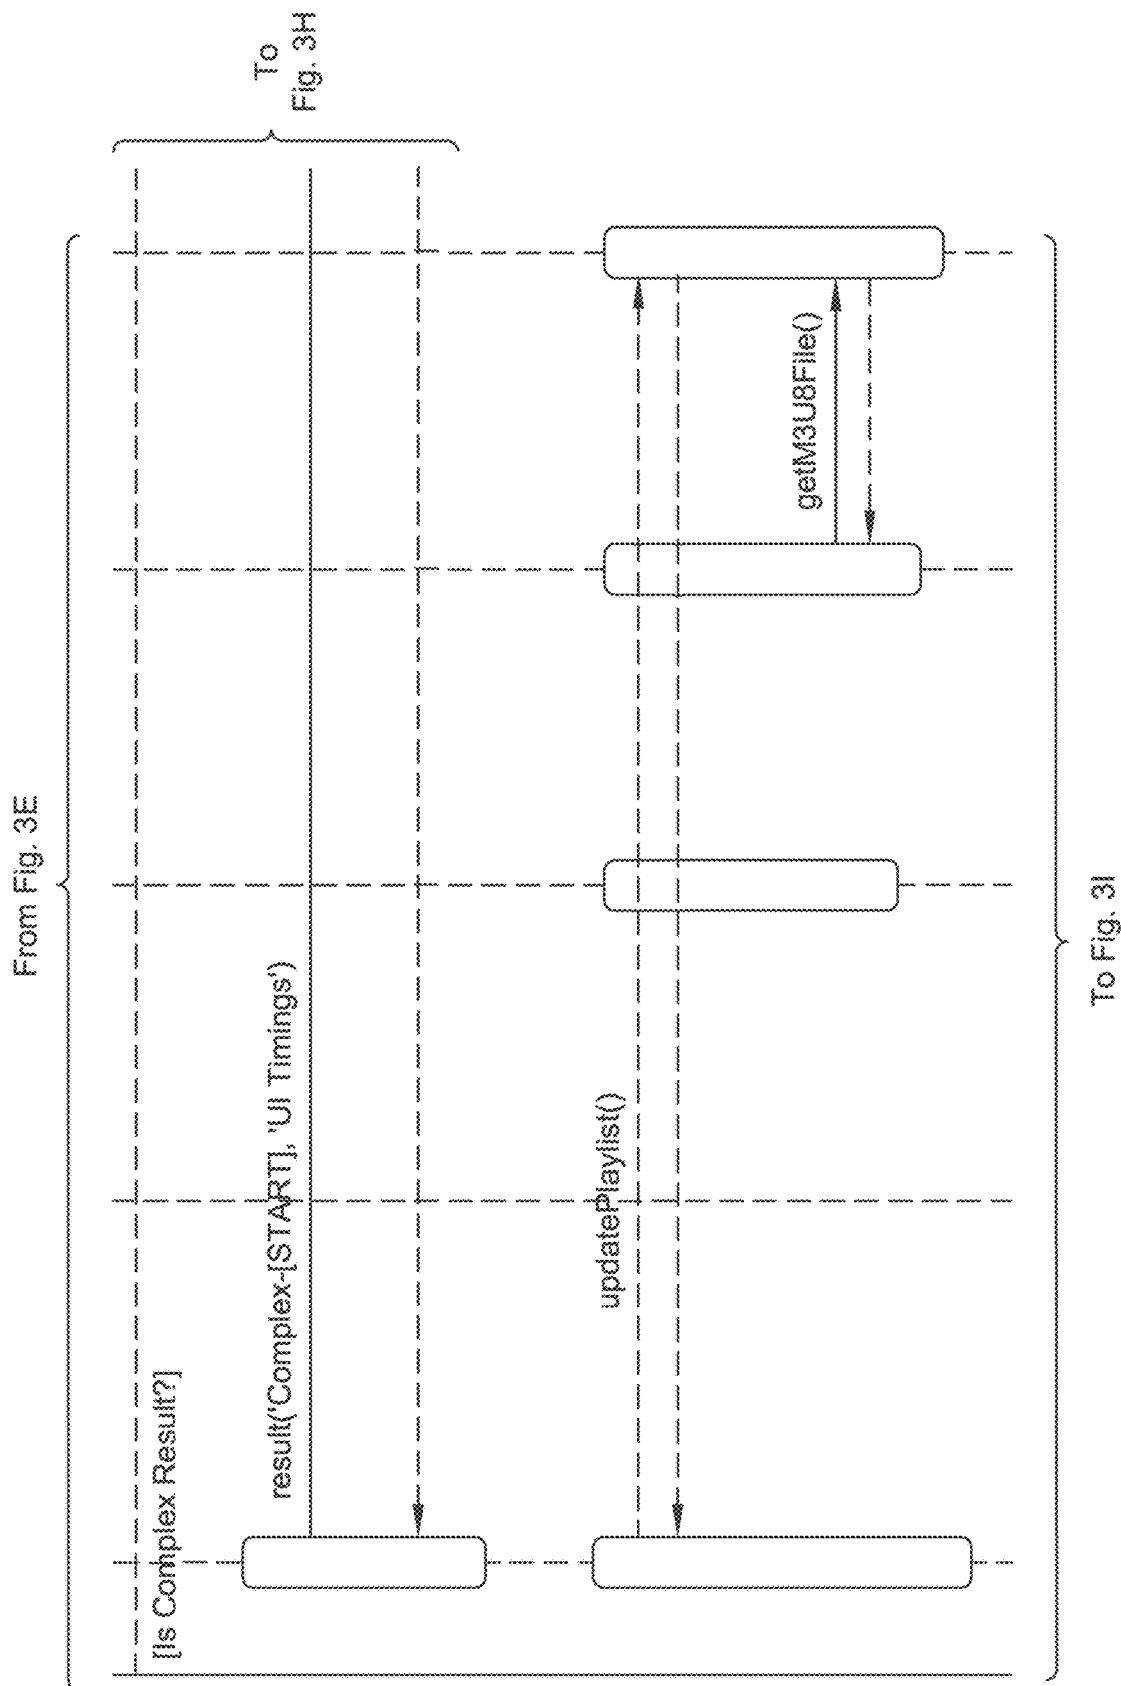 From Fig. 3E
To
Fig. 3H
[Is Complex Result?]
result('Complex-[START], 'UI Timings')
updatePlaylist()
getM3U8File()
To Fig. 3I